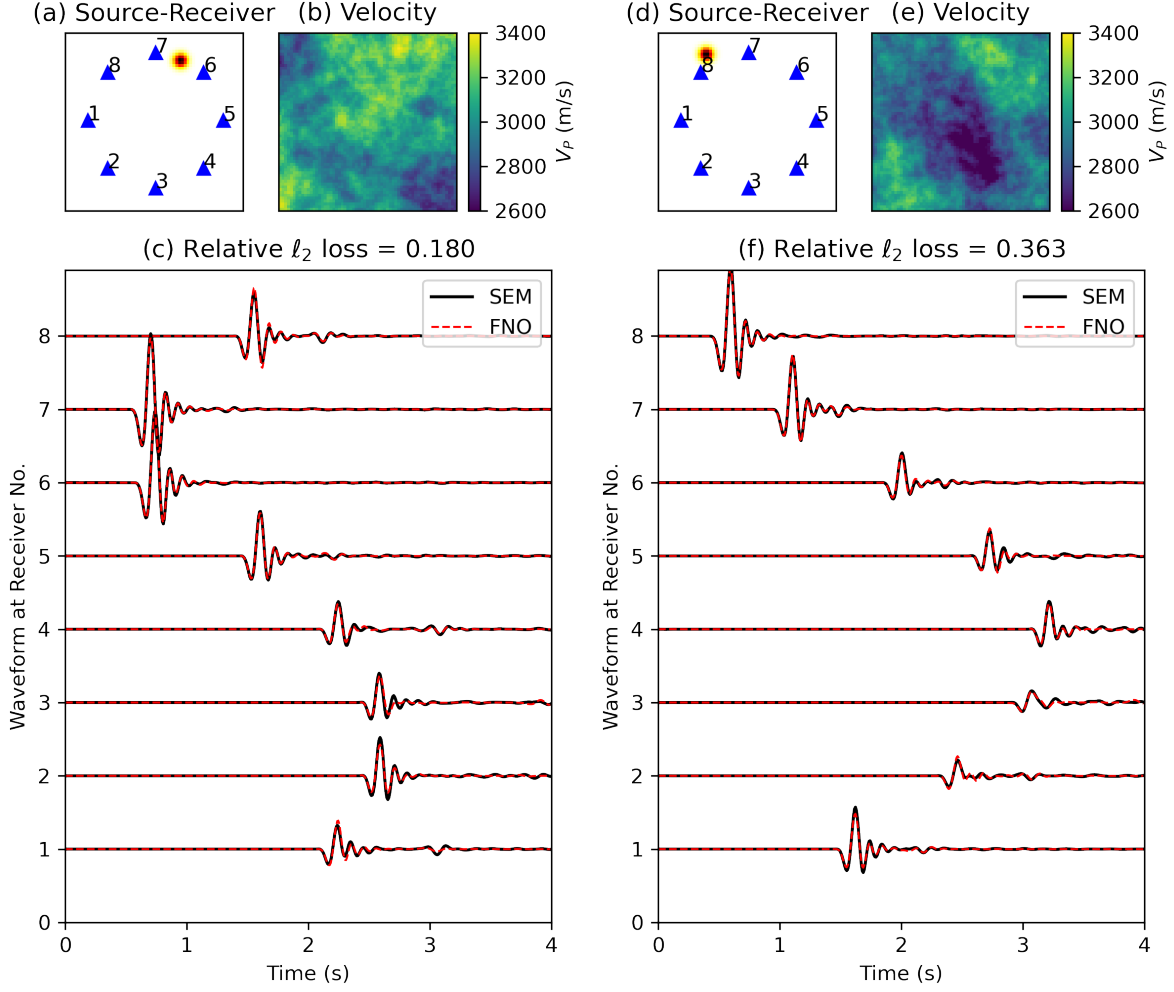 (a) Source-Receiver
(b) Velocity
(d) Source-Receiver
(e) Velocity
7
8
6
1
5
2
4
3
3400
3200
3000
2800
2600
V_P (m/s)
7
8
6
1
5
2
4
3
3400
3200
3000
2800
2600
V_P (m/s)
(c) Relative ℓ₂ loss = 0.180
SEM
FNO
Waveform at Receiver No.
8
7
6
5
4
3
2
1
0
0 1 2 3 4
Time (s)
(f) Relative ℓ₂ loss = 0.363
SEM
FNO
Waveform at Receiver No.
8
7
6
5
4
3
2
1
0
0 1 2 3 4
Time (s)